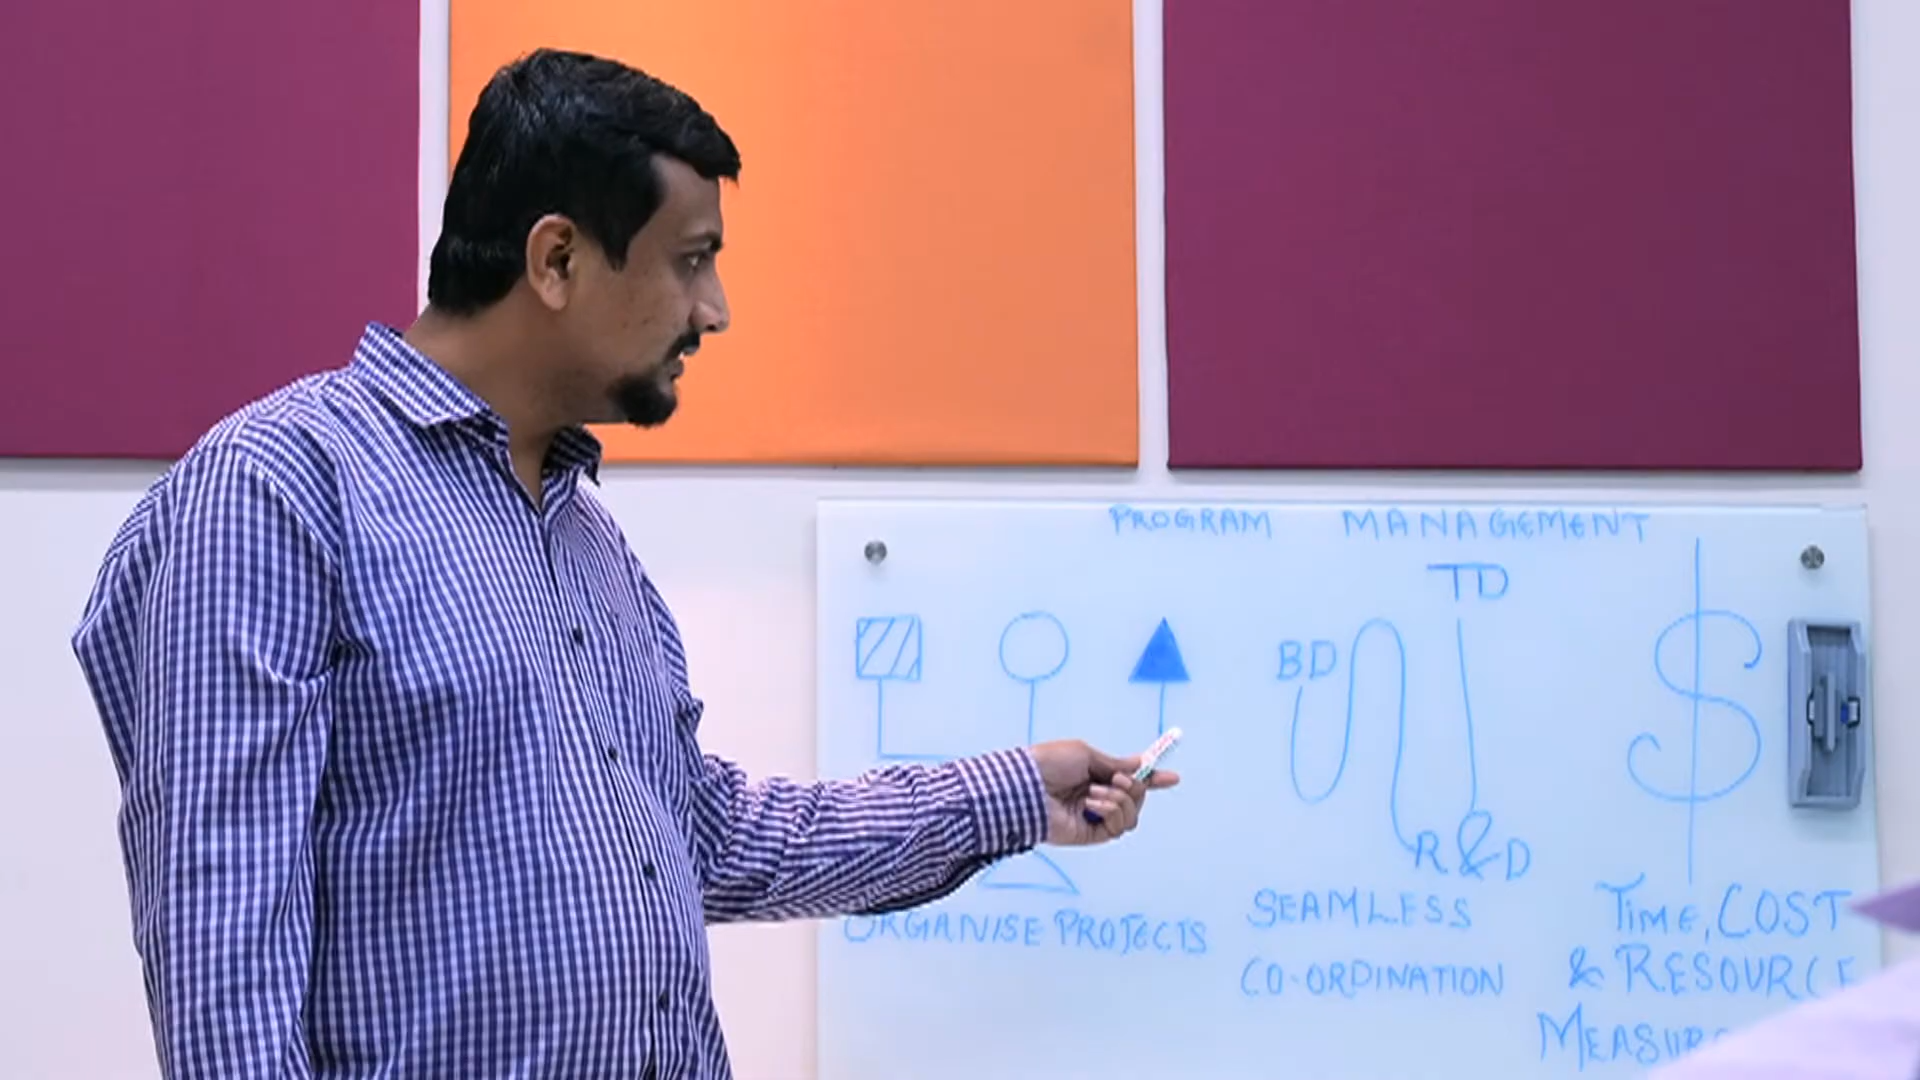 PROGRAM MANAGEMENT
TD
BD
R&D
ORGANISE PROJECTS
SEAMLESS
CO-ORDINATION
TIME, COST
& RESOURCE